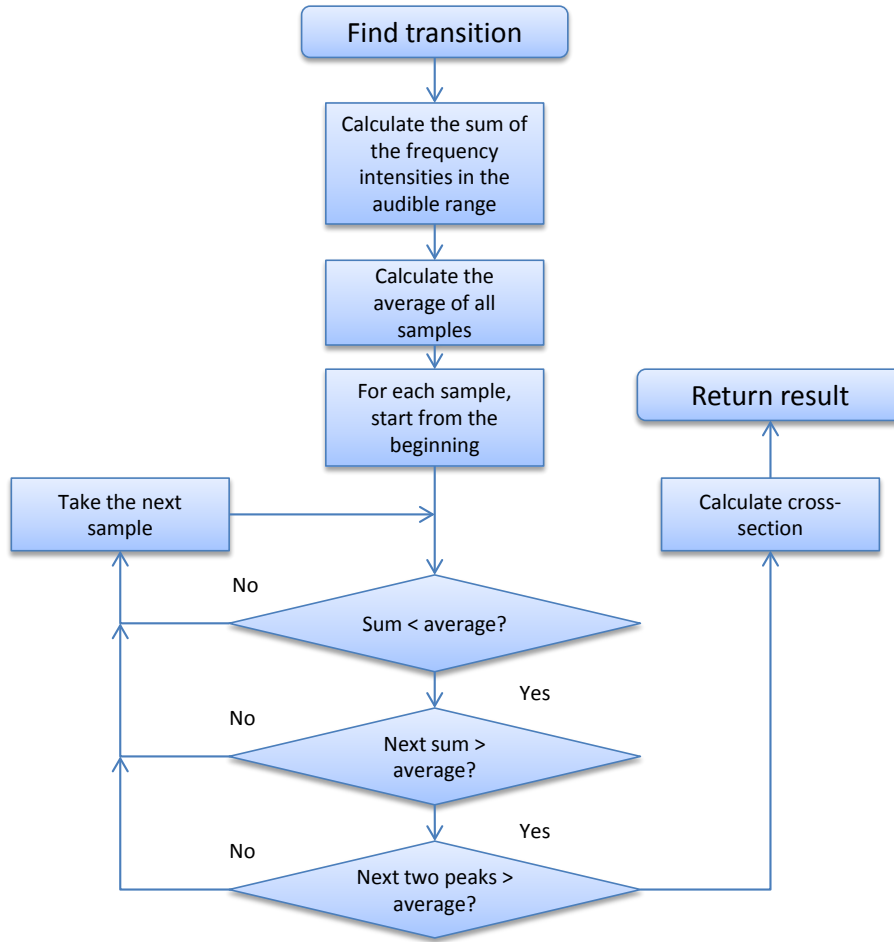 Find transition
Calculate the sum of
the frequency
intensities in the
audible range
Calculate the
average of all
samples
For each sample,
start from the
beginning
Return result
Take the next
sample
Calculate cross-
section
No
Sum < average?
Yes
No
Next sum >
average?
Yes
No
Next two peaks >
average?